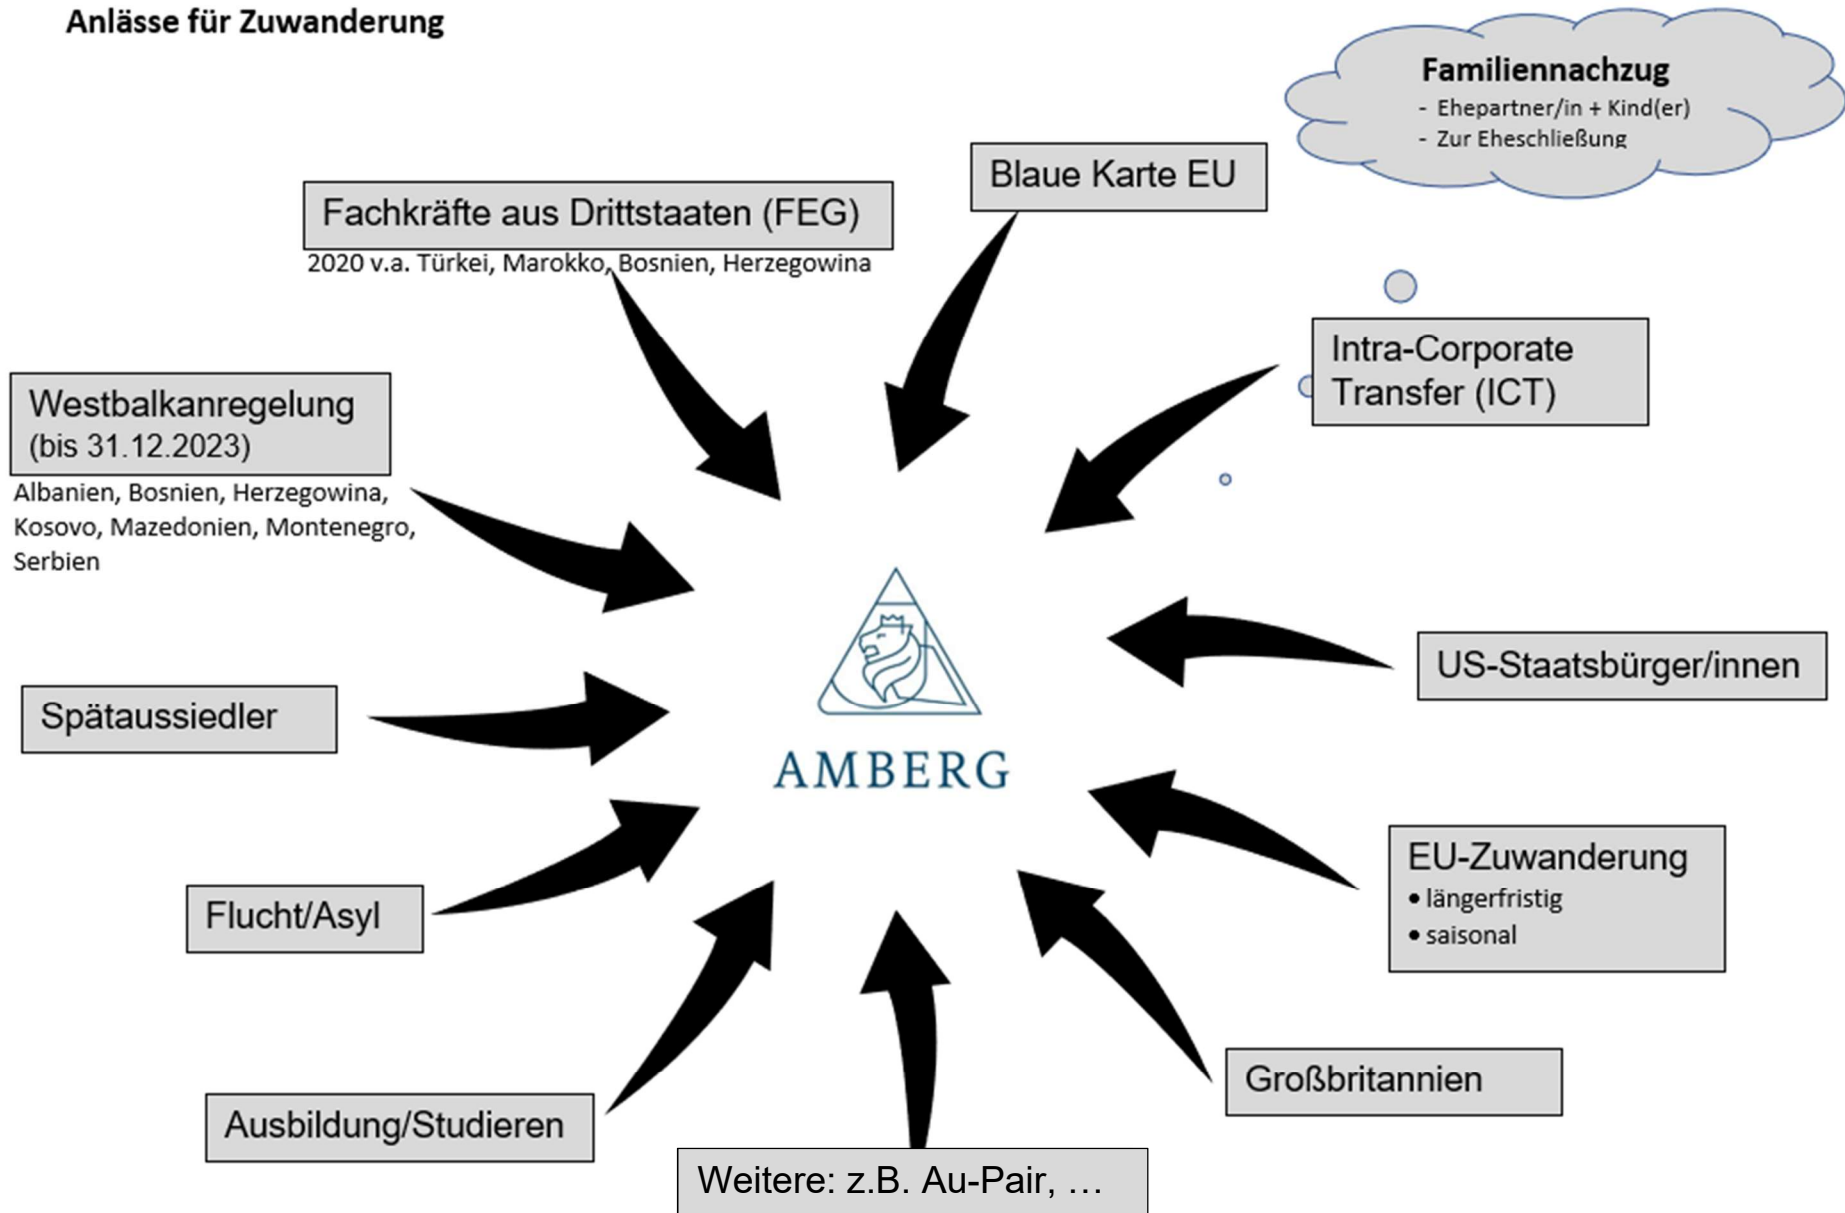 Anlässe für Zuwanderung
Familiennachzug
- Ehepartner/in + Kind(er)
- Zur Eheschließung
Blaue Karte EU
Fachkräfte aus Drittstaaten (FEG)
2020 v.a. Türkei, Marokko, Bosnien, Herzegowina
Intra-Corporate
Transfer (ICT)
Westbalkanregelung
(bis 31.12.2023)
Albanien, Bosnien, Herzegowina,
Kosovo, Mazedonien, Montenegro,
Serbien
US-Staatsbürger/innen
Spätaussiedler
AMBERG
EU-Zuwanderung
• längerfristig
• saisonal
Flucht/Asyl
Großbritannien
Ausbildung/Studieren
Weitere: z.B. Au-Pair, …